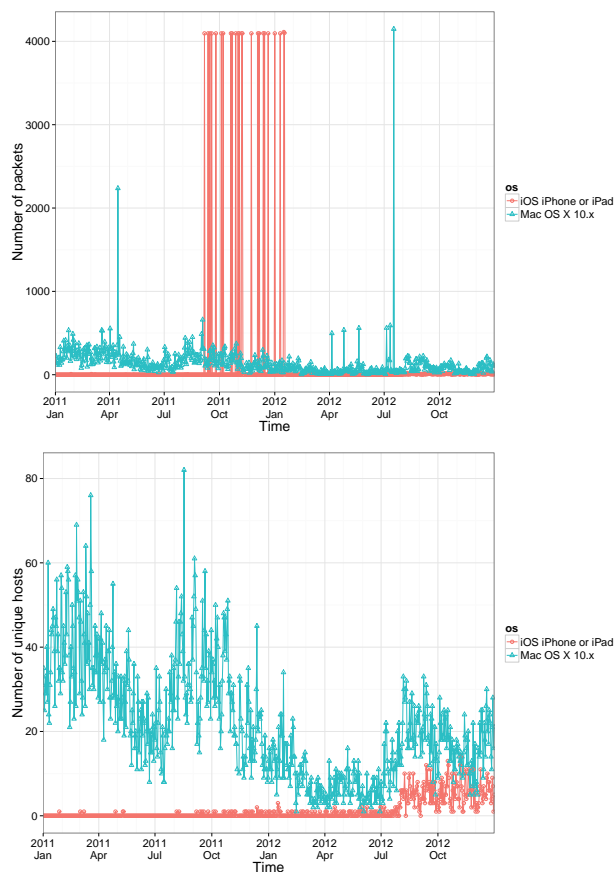 4000
3000
2000
1000
0
Number of packets
2011 2011 2011 2011 2012 2012 2012 2012
Jan Apr Jul Oct Jan Apr Jul Oct
Time
os
iOS iPhone or iPad
Mac OS X 10.x
80
60
40
20
0
Number of unique hosts
2011 2011 2011 2011 2012 2012 2012 2012
Jan Apr Jul Oct Jan Apr Jul Oct
Time
os
iOS iPhone or iPad
Mac OS X 10.x